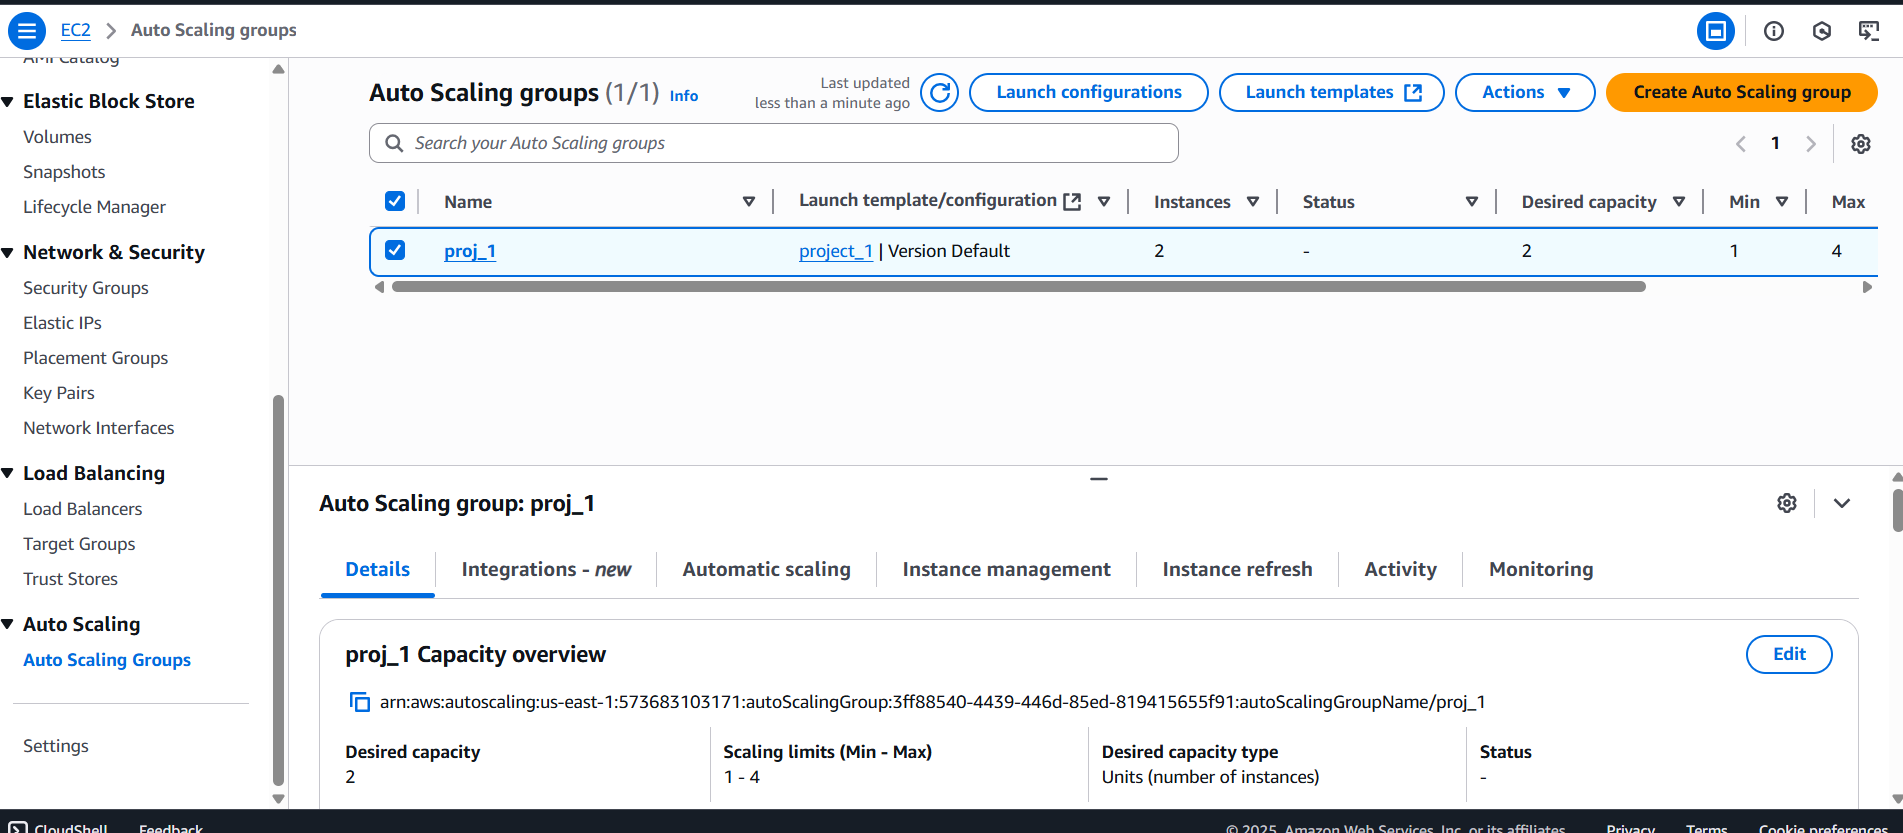 EC2 > Auto Scaling groups
AMI Catalog
Elastic Block Store
Volumes
Snapshots
Lifecycle Manager
Network & Security
Security Groups
Elastic IPs
Placement Groups
Key Pairs
Network Interfaces
Load Balancing
Load Balancers
Target Groups
Trust Stores
Auto Scaling
Auto Scaling Groups
Settings
Auto Scaling groups (1/1) Info
Last updated
less than a minute ago
Launch configurations
Launch templates
Actions
Create Auto Scaling group
Search your Auto Scaling groups
1
Name Launch template/configuration Instances Status Desired capacity Min Max
proj_1 project_1 | Version Default 2 - 2 1 4
Auto Scaling group: proj_1
Details Integrations - new Automatic scaling Instance management Instance refresh Activity Monitoring
proj_1 Capacity overview
Edit
arn:aws:autoscaling:us-east-1:573683103171:autoScalingGroup:3ff88540-4439-446d-85ed-819415655f91:autoScalingGroupName/proj_1
Desired capacity Scaling limits (Min - Max) Desired capacity type Status
2 1 - 4 Units (number of instances) -
CloudShell Feedback © 2025, Amazon Web Services, Inc. or its affiliates. Privacy Terms Cookie preferences